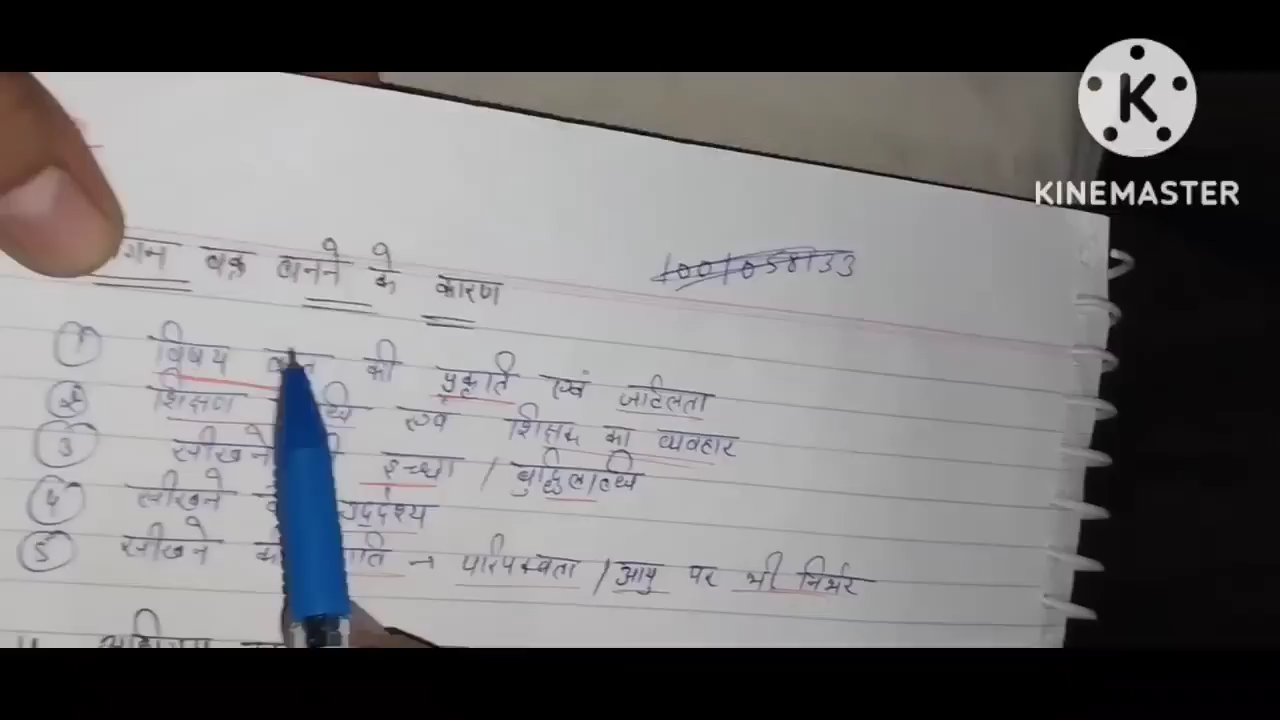 KINEMASTER
वक्र बनने के कारण
1001058133
① विषय की प्रकृति एवं जटिलता
② शिक्षण एवं शिक्षक का व्यवहार
③ सीखने इच्छा / बुद्धिलब्धि
④ सीखने उद्देश्य
⑤ सीखने परिपक्वता / आयु पर भी निर्भर